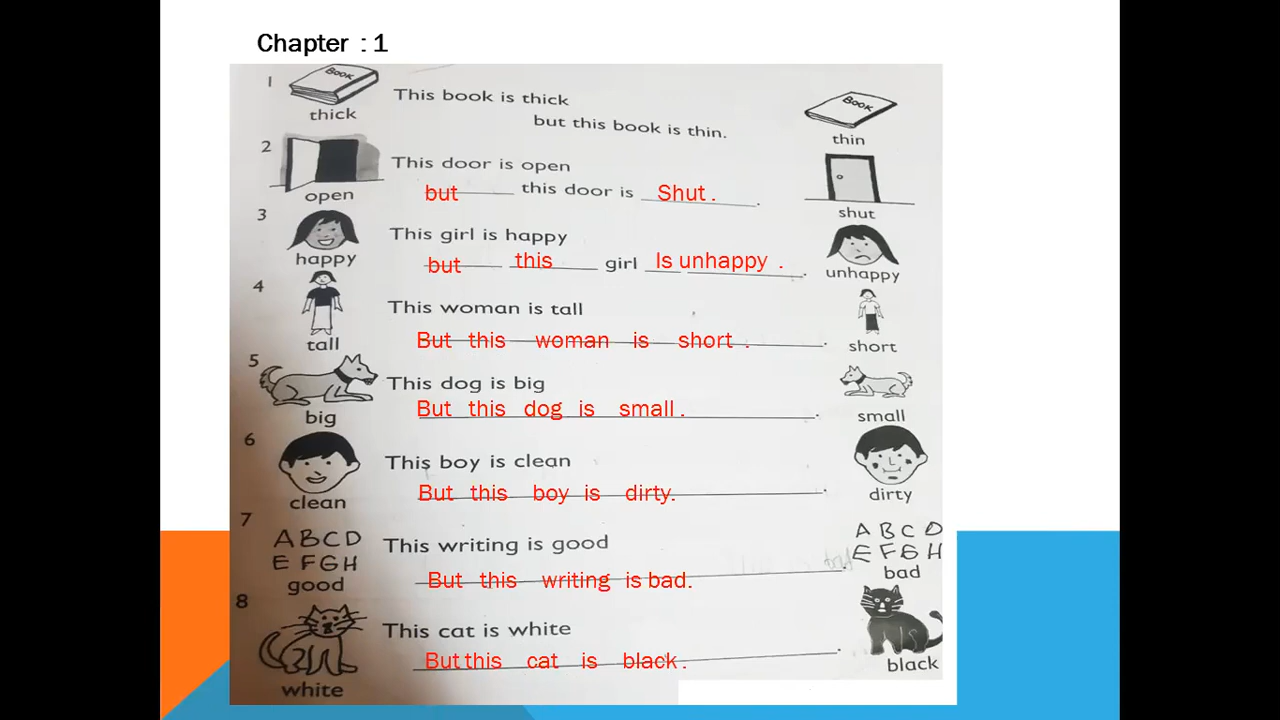 Chapter : 1
1
BOOK
thick
This book is thick
but this book is thin.
BOOK
thin
2
open
This door is open
but this door is Shut .
shut
3
happy
This girl is happy
but this girl Is unhappy .
unhappy
4
tall
This woman is tall
But this woman is short .
short
5
big
This dog is big
But this dog is small .
small
6
clean
This boy is clean
But this boy is dirty.
dirty
7
A B C D
E F G H
good
This writing is good
But this writing is bad.
A B C D
E F G H
bad
8
white
This cat is white
But this cat is black .
black